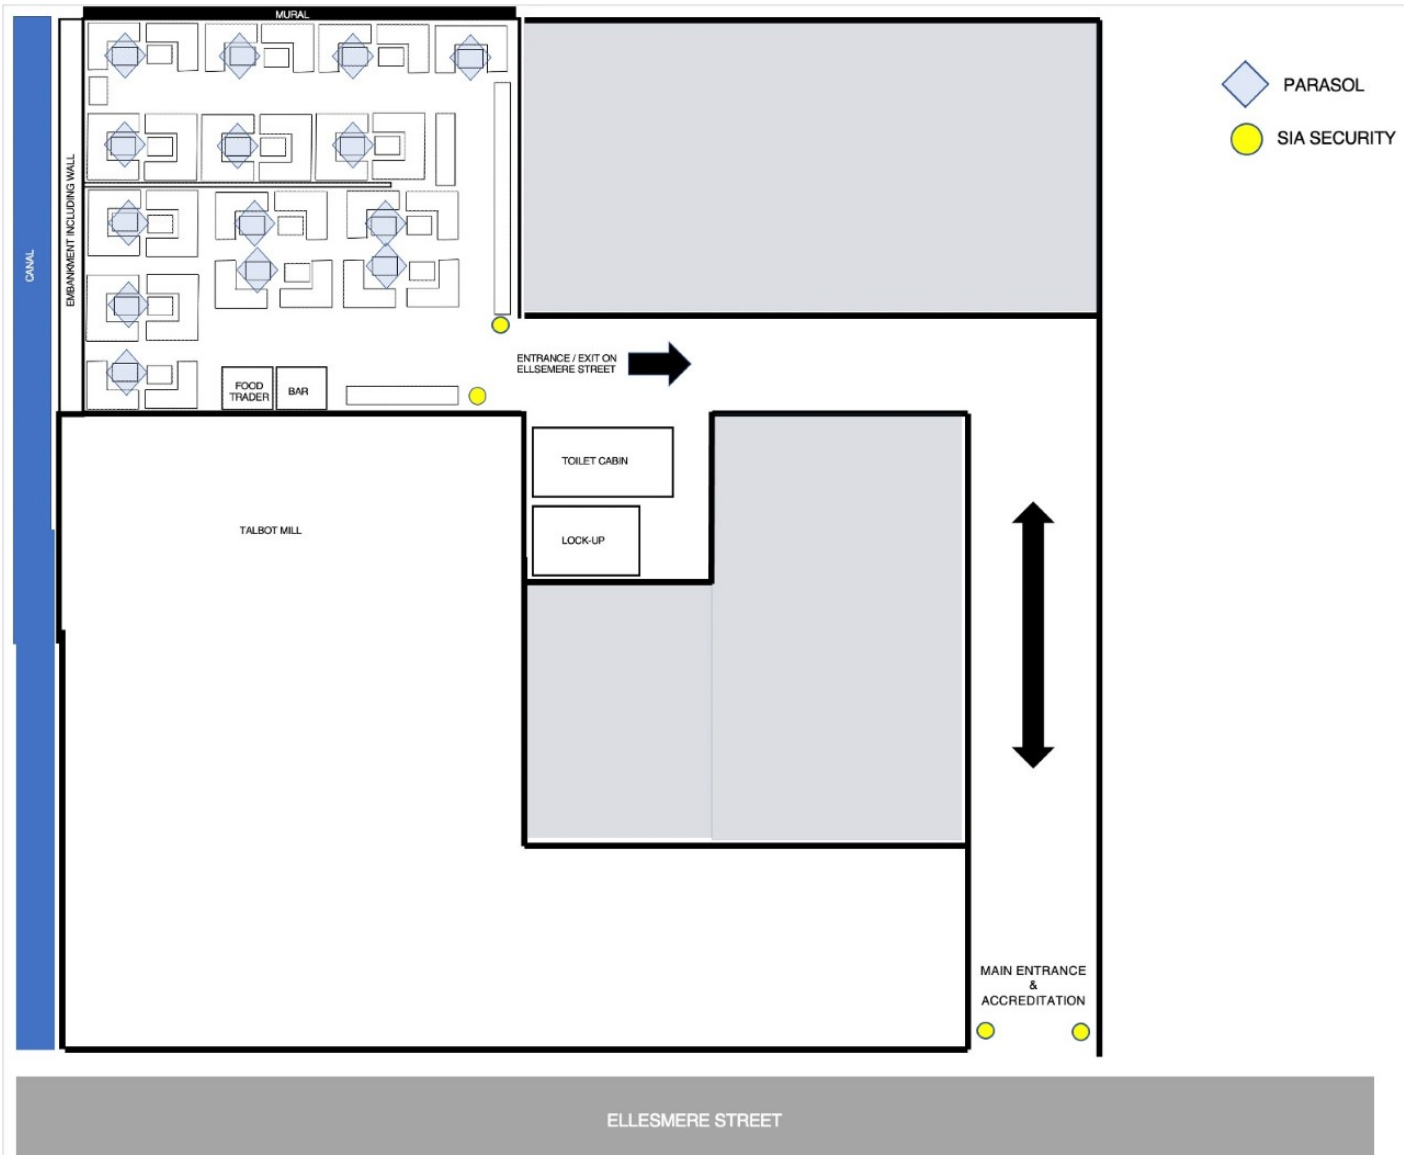 MURAL
PARASOL
SIA SECURITY
CANAL
EMBANKMENT INCLUDING WALL
ENTRANCE / EXIT ON
ELLSEMERE STREET
FOOD
TRADER
BAR
TOILET CABIN
LOCK-UP
TALBOT MILL
MAIN ENTRANCE
&
ACCREDITATION
ELLESMERE STREET